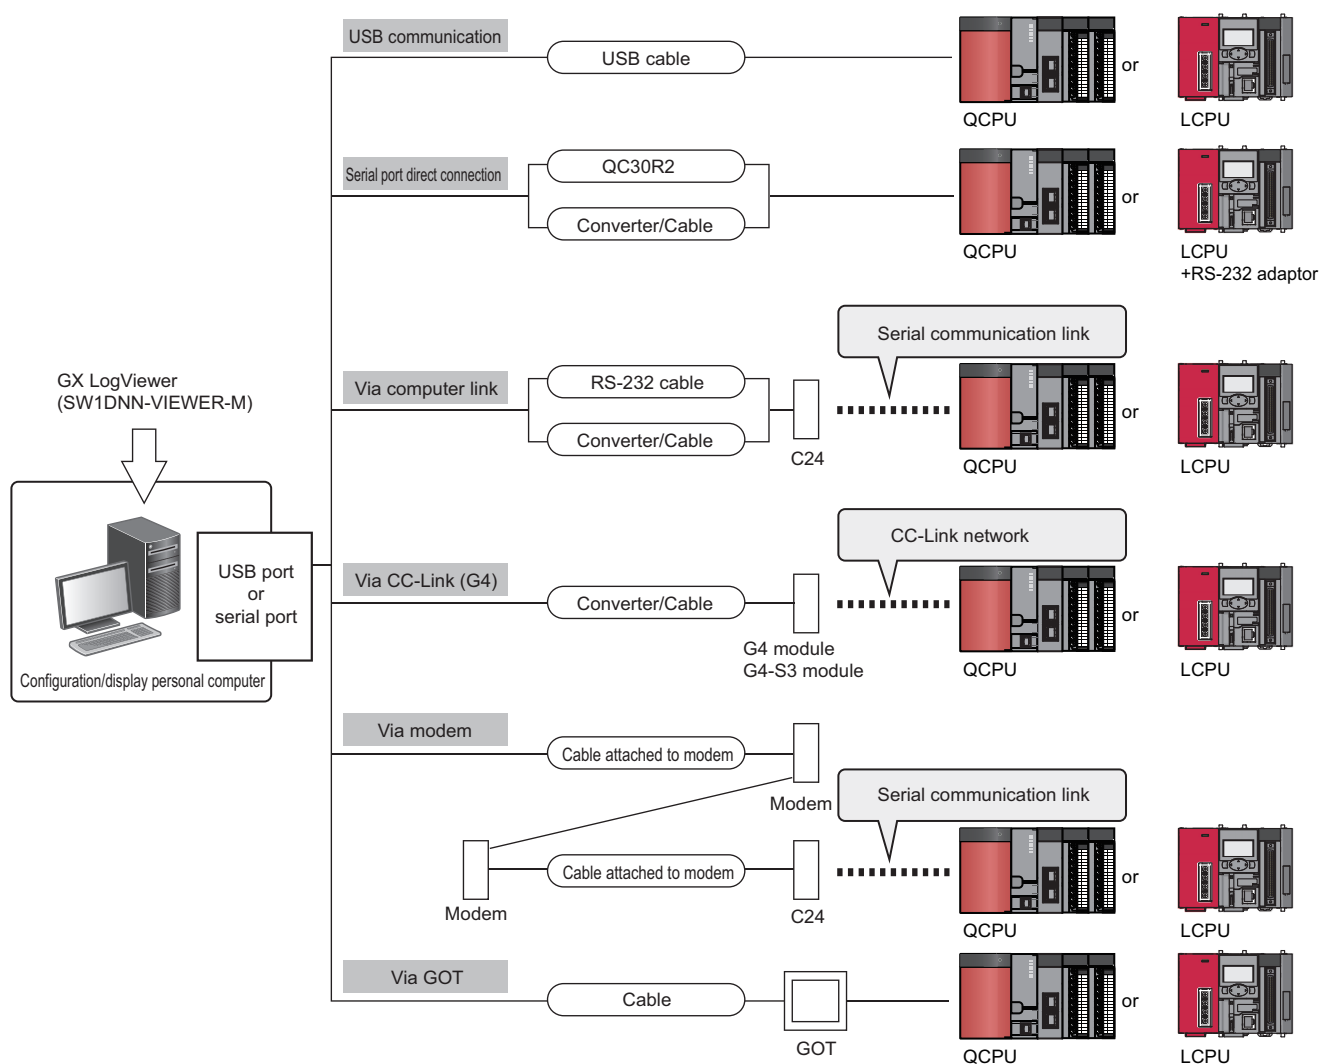 USB communication
USB cable
or
QCPU
LCPU
Serial port direct connection
QC30R2
Converter/Cable
or
QCPU
LCPU
+RS-232 adaptor
Serial communication link
GX LogViewer
(SW1DNN-VIEWER-M)
Via computer link
RS-232 cable
Converter/Cable
C24
or
QCPU
LCPU
CC-Link network
USB port
or
serial port
Configuration/display personal computer
Via CC-Link (G4)
Converter/Cable
G4 module
G4-S3 module
or
QCPU
LCPU
Via modem
Cable attached to modem
Modem
Serial communication link
Modem
Cable attached to modem
C24
or
QCPU
LCPU
Via GOT
Cable
GOT
or
QCPU
LCPU